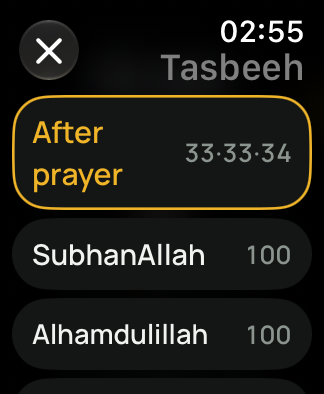 02:55
Tasbeeh
After
prayer
33·33·34
SubhanAllah 100
Alhamdulillah 100